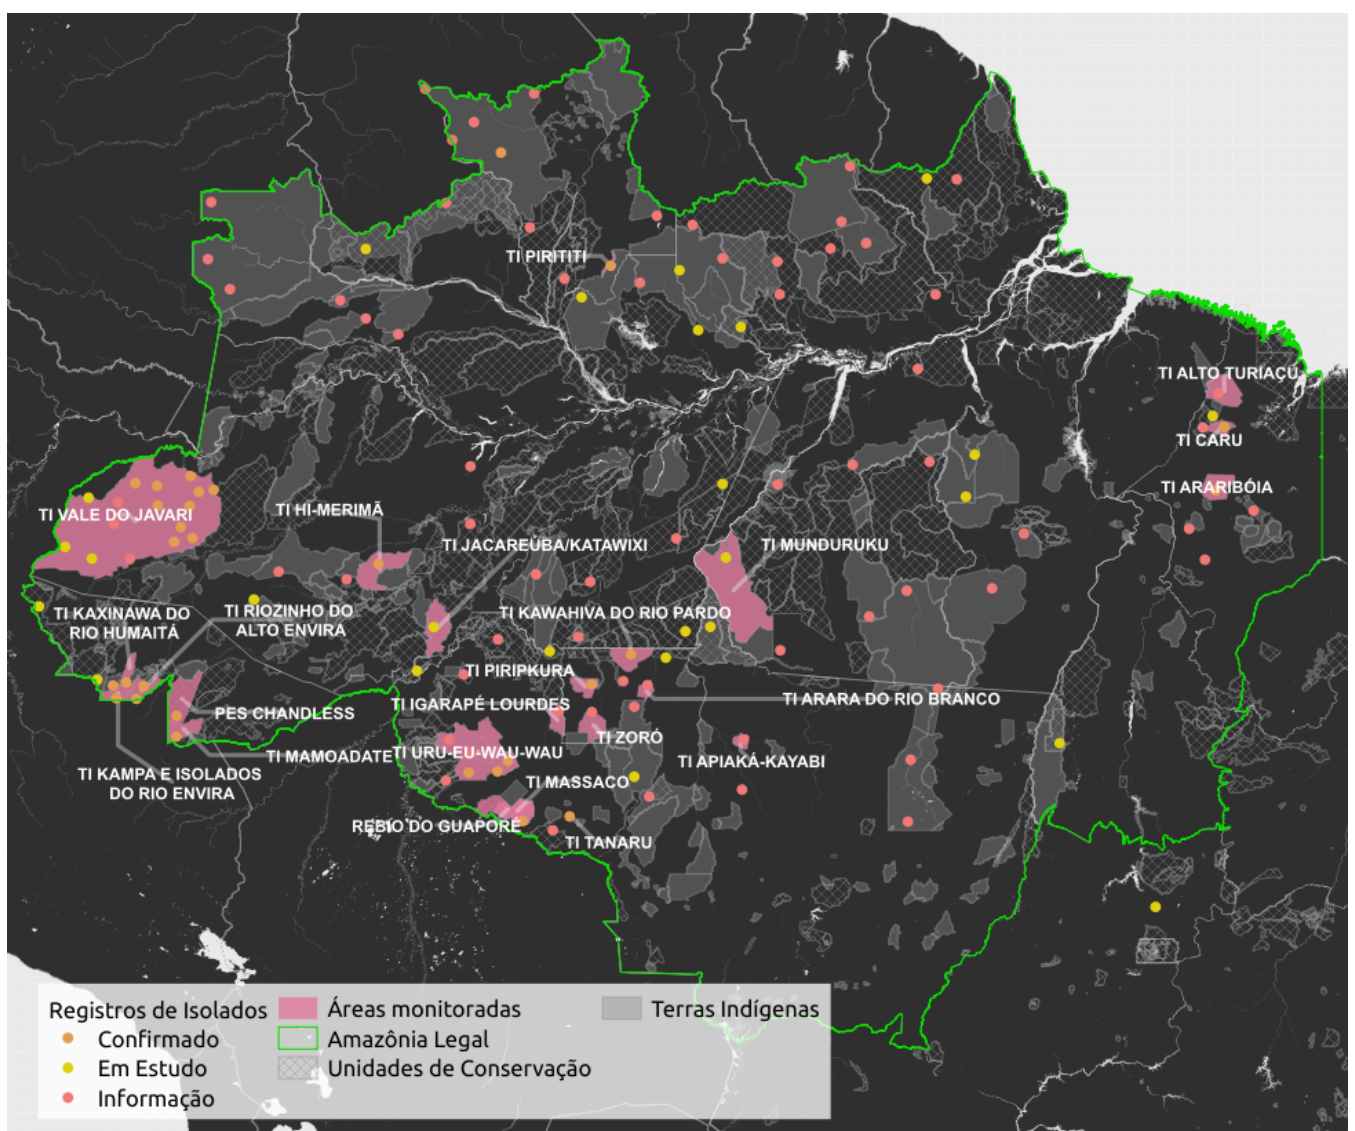 TI PIRITITI
TI ALTO TURIAÇU
TI CARU
TI ARARIBÓIA
TI VALE DO JAVARI
TI HI-MERIMÃ
TI JACAREÚBA/KATAWIXI
TI MUNDURUKU
TI KAXINAWA DO
RIO HUMAITÁ
TI RIOZINHO DO
ALTO ENVIRA
TI KAWAHIVA DO RIO PARDO
TI PIRIPKURA
TI ARARA DO RIO BRANCO
TI IGARAPÉ LOURDES
PES CHANDLESS
TI ZORÓ
TI MAMOADATE
TI URU-EU-WAU-WAU
TI APIAKÁ-KAYABI
TI KAMPA E ISOLADOS
DO RIO ENVIRA
TI MASSACO
REBIO DO GUAPORÉ
TI TANARU
Registros de Isolados
Confirmado
Em Estudo
Informação
Áreas monitoradas
Amazônia Legal
Unidades de Conservação
Terras Indígenas